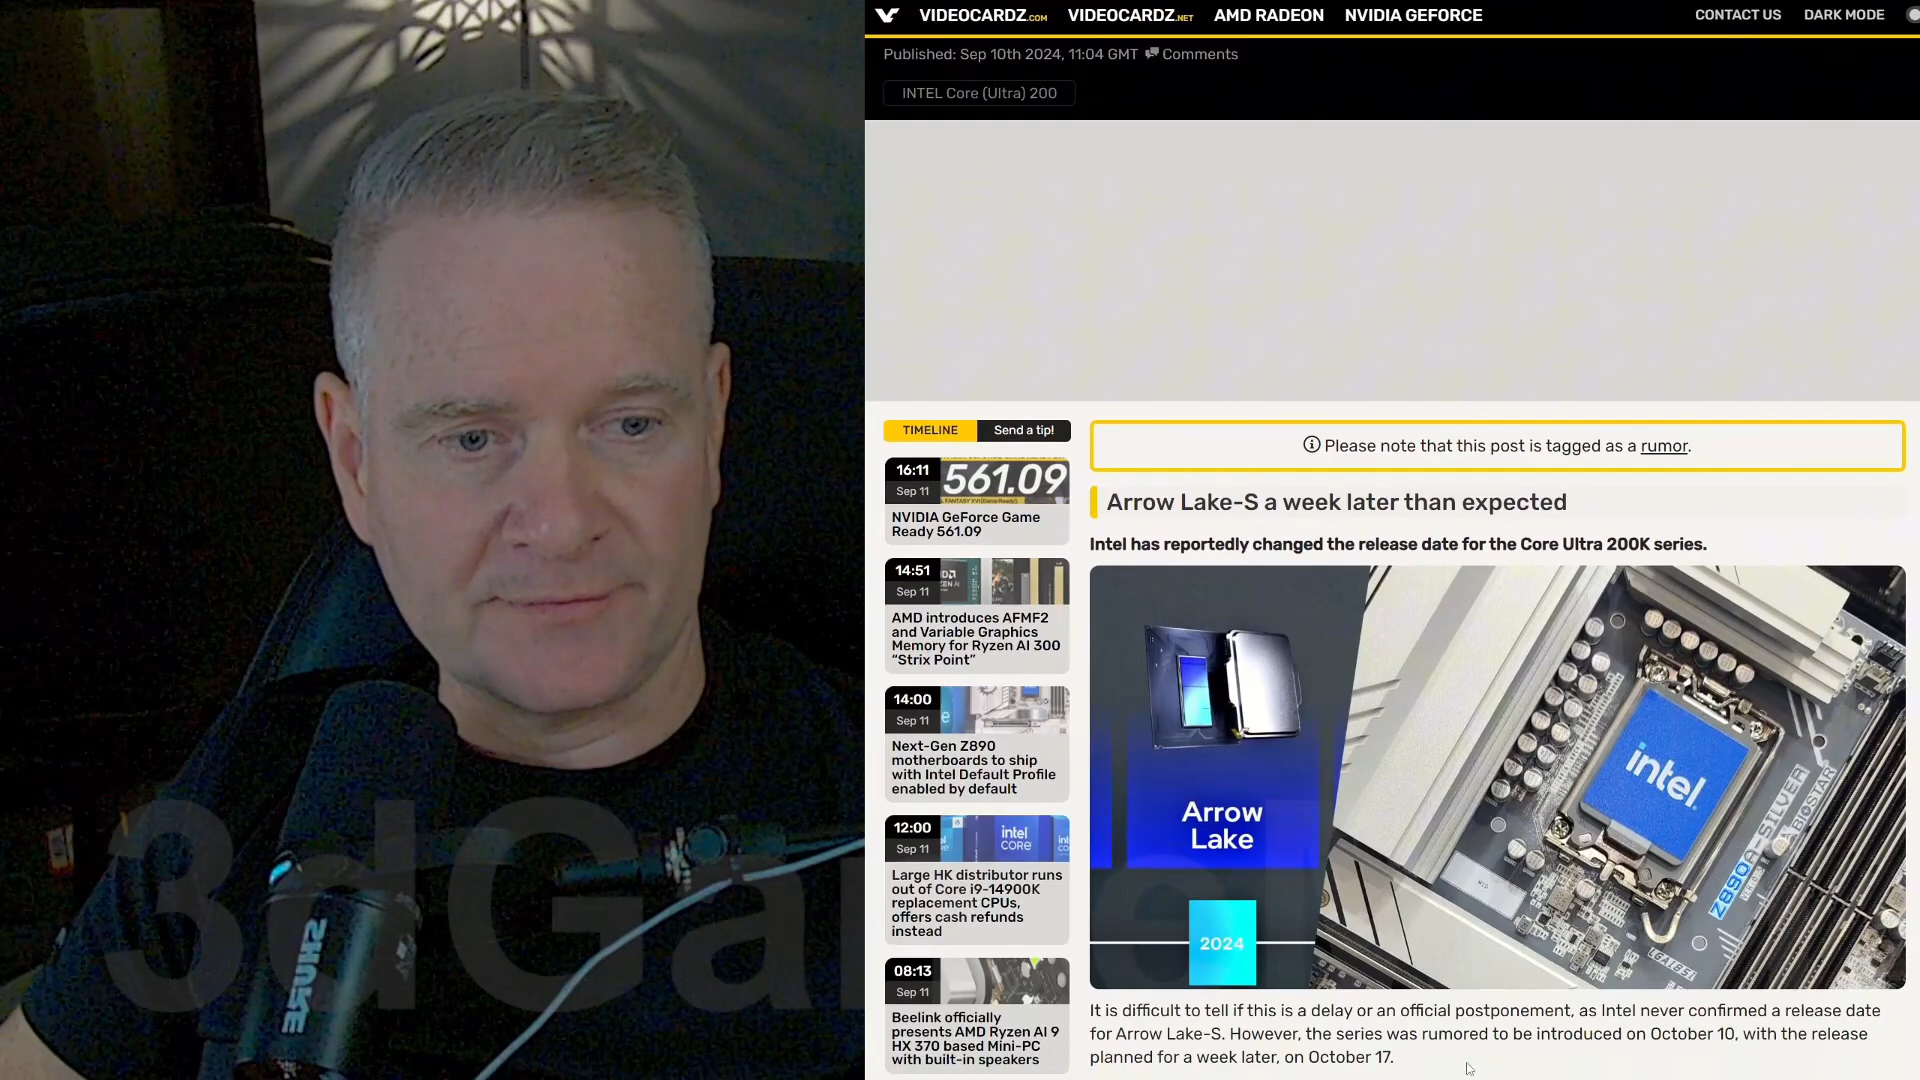 VIDEOCARDZ.COM
VIDEOCARDZ.NET
AMD RADEON
NVIDIA GEFORCE
CONTACT US
DARK MODE
Published: Sep 10th 2024, 11:04 GMT
Comments
INTEL Core (Ultra) 200
TIMELINE
Send a tip!
16:11
Sep 11
561.09
NVIDIA GeForce Game
Ready 561.09
14:51
Sep 11
AMD introduces AFMF2
and Variable Graphics
Memory for Ryzen AI 300
“Strix Point”
14:00
Sep 11
Next-Gen Z890
motherboards to ship
with Intel Default Profile
enabled by default
12:00
Sep 11
intel
CORE
Large HK distributor runs
out of Core i9-14900K
replacement CPUs,
offers cash refunds
instead
08:13
Sep 11
Beelink officially
presents AMD Ryzen AI 9
HX 370 based Mini-PC
with built-in speakers
Please note that this post is tagged as a rumor.
Arrow Lake-S a week later than expected
Intel has reportedly changed the release date for the Core Ultra 200K series.
Arrow
Lake
2024
intel
Z890A-SILVER
BIOSTAR
LGA1851
It is difficult to tell if this is a delay or an official postponement, as Intel never confirmed a release date
for Arrow Lake-S. However, the series was rumored to be introduced on October 10, with the release
planned for a week later, on October 17.
3dGa
SHURE